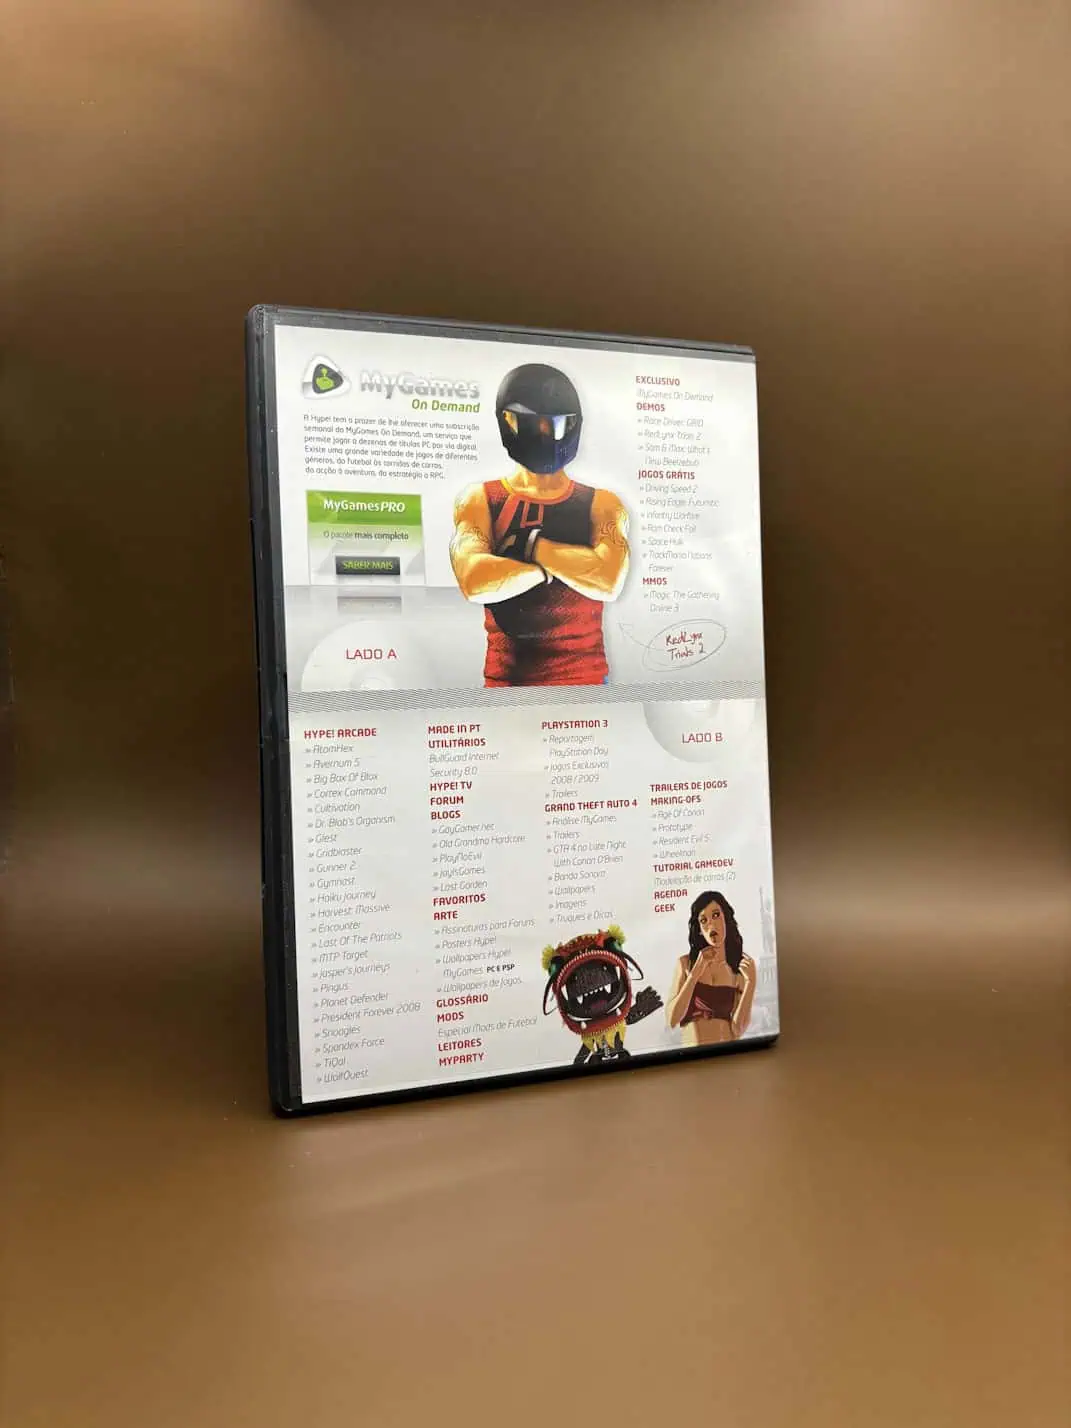 MyGames
On Demand
A Hype! tem o prazer de lhe oferecer uma subscrição
semanal do MyGames On Demand, um serviço que
permite jogar a dezenas de títulos PC por via digital.
Existe uma grande variedade de jogos de diferentes
géneros, do futebol às corridas de carros,
da acção à aventura, da estratégia a RPG.
MyGamesPRO
O pacote mais completo
SABER MAIS
LADO A
EXCLUSIVO
MyGames On Demand
DEMOS
» Race Driver: GRID
» RedLynx Trials 2
» Sam & Max: What's
New Beelzebub
JOGOS GRÁTIS
» Driving Speed 2
» Rising Eagle: Futuristic
Infantry Warfare
» Ram Check Fail
» Space Hulk
» TrackMania Nations
Forever
MMOS
» Magic: The Gathering
Online 3
RedLynx
Trials 2
HYPE! ARCADE
» AtomHex
» Avernum 5
» Big Box Of Blox
» Cortex Command
» Cultivation
» Dr. Blob's Organism
» Glest
» Gridblaster
» Gunner 2
» Gymnast
» Haiku Journey
» Harvest: Massive
Encounter
» Last Of The Patriots
» MTP Target
» Jasper's Journeys
» Pingus
» Planet Defender
» President Forever 2008
» Snoogles
» Spandex Force
» TiQal
» WolfQuest
MADE IN PT
UTILITÁRIOS
BullGuard Internet
Security 8.0
HYPE! TV
FORUM
BLOGS
» GayGamer.net
» Old Grandma Hardcore
» PlayNoEvil
» JayIsGames
» Lost Garden
FAVORITOS
ARTE
» Assinaturas para Foruns
» Posters Hype!
» Wallpapers Hype!
MyGames PC E PSP
» Wallpapers de Jogos
GLOSSÁRIO
MODS
Especial Mods de Futebol
LEITORES
MYPARTY
PLAYSTATION 3
» Reportagem
PlayStation Day
» Jogos Exclusivos
2008 / 2009
» Trailers
GRAND THEFT AUTO 4
» Análise MyGames
» Trailers
» GTA 4 no Late Night
With Conan O'Brien
» Banda Sonora
» Wallpapers
» Imagens
» Truques e Dicas
LADO B
TRAILERS DE JOGOS
MAKING-OFS
» Age Of Conan
» Prototype
» Resident Evil 5
» Wheelman
TUTORIAL GAMEDEV
Modelação de carros (2)
AGENDA
GEEK